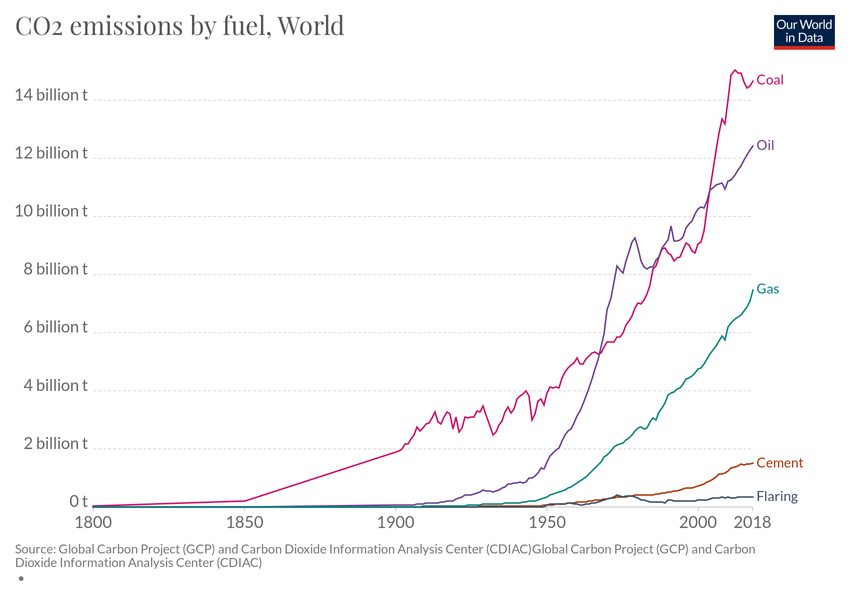 CO2 emissions by fuel, World
Our World
in Data
14 billion t
12 billion t
10 billion t
8 billion t
6 billion t
4 billion t
2 billion t
0 t
Coal
Oil
Gas
Cement
Flaring
1800
1850
1900
1950
2000
2018
Source: Global Carbon Project (GCP) and Carbon Dioxide Information Analysis Center (CDIAC)Global Carbon Project (GCP) and Carbon
Dioxide Information Analysis Center (CDIAC)
•